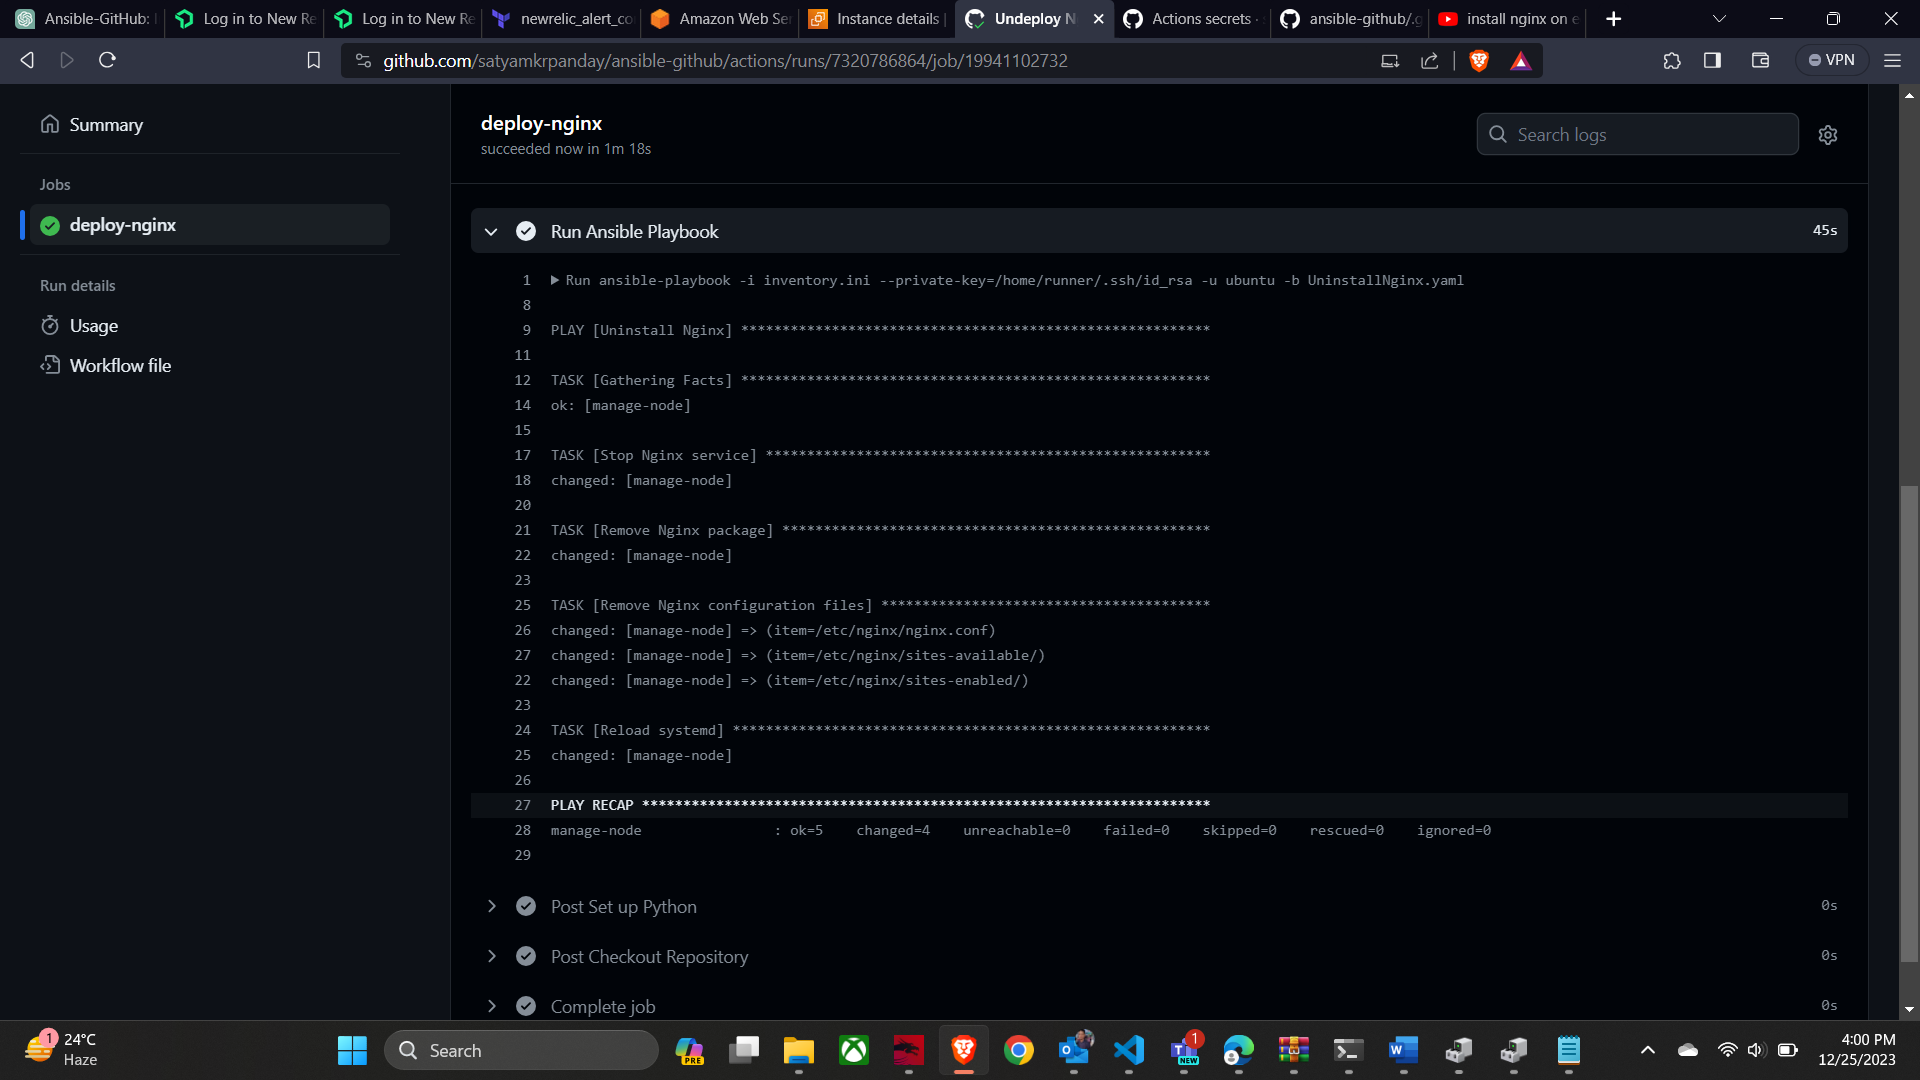 Ansible-GitHub:
Log in to New Re
Log in to New Re
newrelic_alert_co
Amazon Web Ser
Instance details |
Undeploy N
Actions secrets ·
ansible-github/.g
install nginx on e
github.com/satyamkrpanday/ansible-github/actions/runs/7320786864/job/19941102732
VPN
Summary
Jobs
deploy-nginx
Run details
Usage
Workflow file
deploy-nginx
succeeded now in 1m 18s
Search logs
Run Ansible Playbook
45s
1 Run ansible-playbook -i inventory.ini --private-key=/home/runner/.ssh/id_rsa -u ubuntu -b UninstallNginx.yaml
8
9 PLAY [Uninstall Nginx] *********************************************************
11
12 TASK [Gathering Facts] *********************************************************
14 ok: [manage-node]
15
17 TASK [Stop Nginx service] ******************************************************
18 changed: [manage-node]
20
21 TASK [Remove Nginx package] ****************************************************
22 changed: [manage-node]
23
25 TASK [Remove Nginx configuration files] ****************************************
26 changed: [manage-node] => (item=/etc/nginx/nginx.conf)
27 changed: [manage-node] => (item=/etc/nginx/sites-available/)
22 changed: [manage-node] => (item=/etc/nginx/sites-enabled/)
23
24 TASK [Reload systemd] **********************************************************
25 changed: [manage-node]
26
27 PLAY RECAP *********************************************************************
28 manage-node : ok=5 changed=4 unreachable=0 failed=0 skipped=0 rescued=0 ignored=0
29
Post Set up Python
0s
Post Checkout Repository
0s
Complete job
0s
1
24°C
Haze
Search
PRE
1
NEW
4:00 PM
12/25/2023